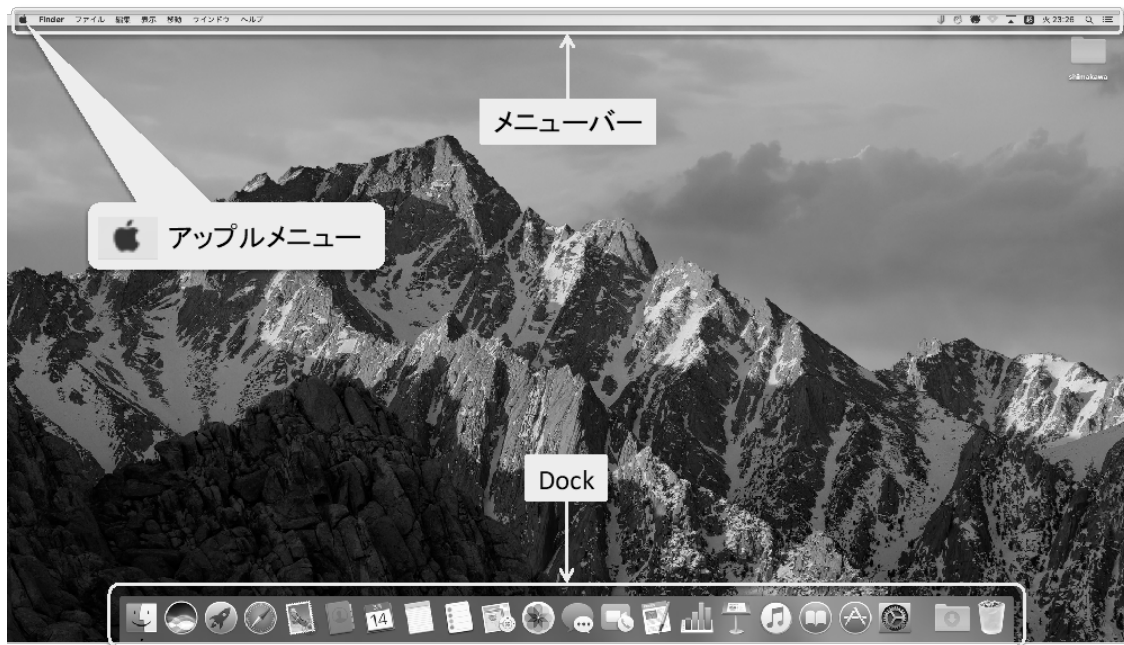 Finder ファイル 編集 表示 移動 ウインドウ ヘルプ
火 23:26
shimakawa
メニューバー
アップルメニュー
Dock
14